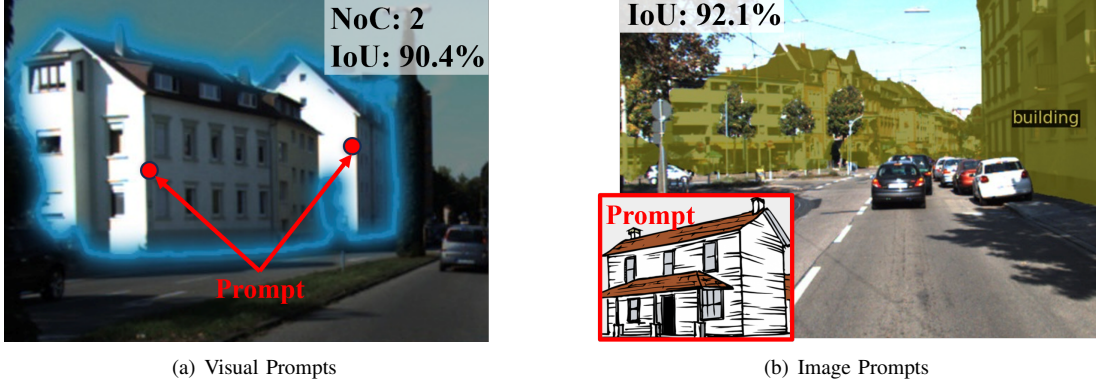 NoC: 2
IoU: 90.4%
Prompt
IoU: 92.1%
building
Prompt
(a) Visual Prompts
(b) Image Prompts